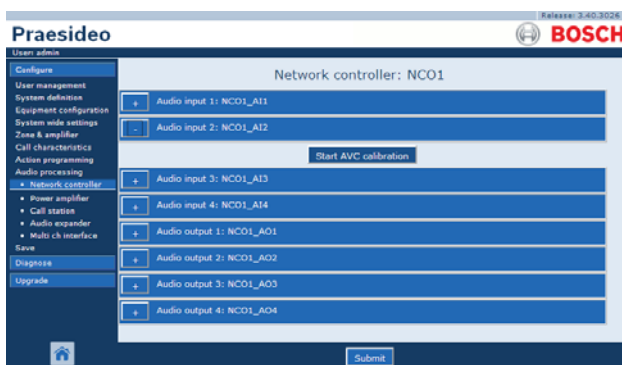 Release: 3.40.3026
Praesideo
BOSCH
User: admin
Configure
User management
System definition
Equipment configuration
System wide settings
Zone & amplifier
Call characteristics
Action programming
Audio processing
Network controller
Power amplifier
Call station
Audio expander
Multi ch interface
Save
Diagnose
Upgrade
Network controller: NCO1
+ Audio input 1: NCO1_AI1
- Audio input 2: NCO1_AI2
Start AVC calibration
+ Audio input 3: NCO1_AI3
+ Audio input 4: NCO1_AI4
+ Audio output 1: NCO1_AO1
+ Audio output 2: NCO1_AO2
+ Audio output 3: NCO1_AO3
+ Audio output 4: NCO1_AO4
Submit